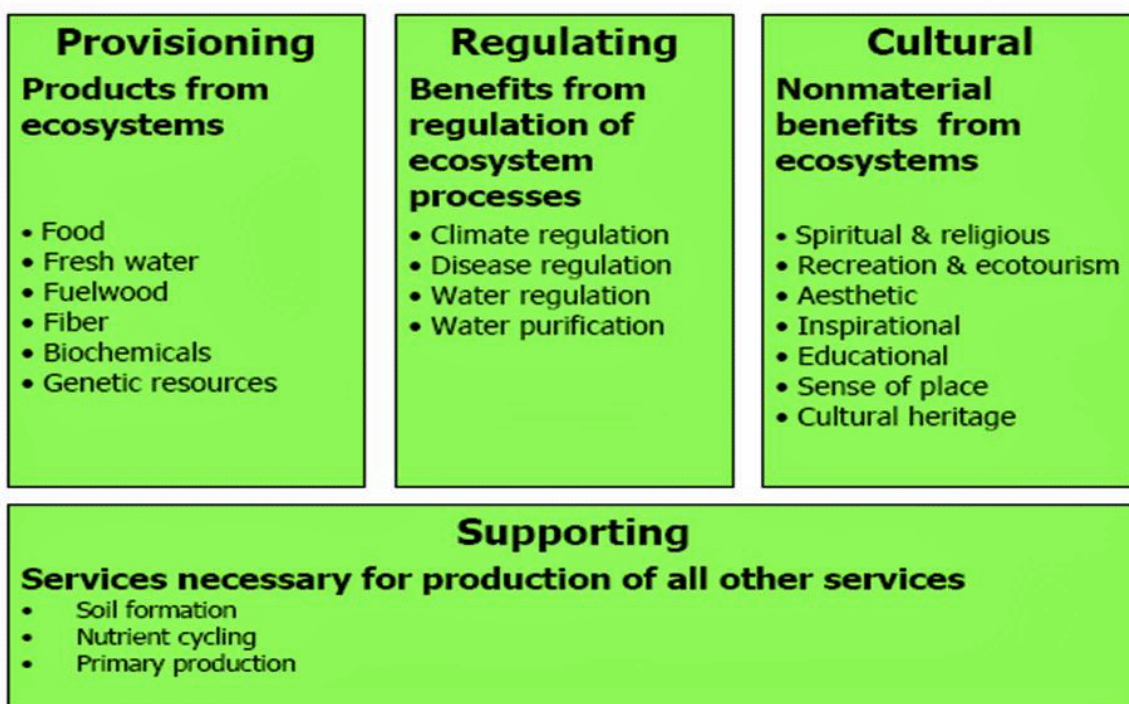 Provisioning
Products from
ecosystems
• Food
• Fresh water
• Fuelwood
• Fiber
• Biochemicals
• Genetic resources
Regulating
Benefits from
regulation of
ecosystem
processes
• Climate regulation
• Disease regulation
• Water regulation
• Water purification
Cultural
Nonmaterial
benefits from
ecosystems
• Spiritual & religious
• Recreation & ecotourism
• Aesthetic
• Inspirational
• Educational
• Sense of place
• Cultural heritage
Supporting
Services necessary for production of all other services
• Soil formation
• Nutrient cycling
• Primary production